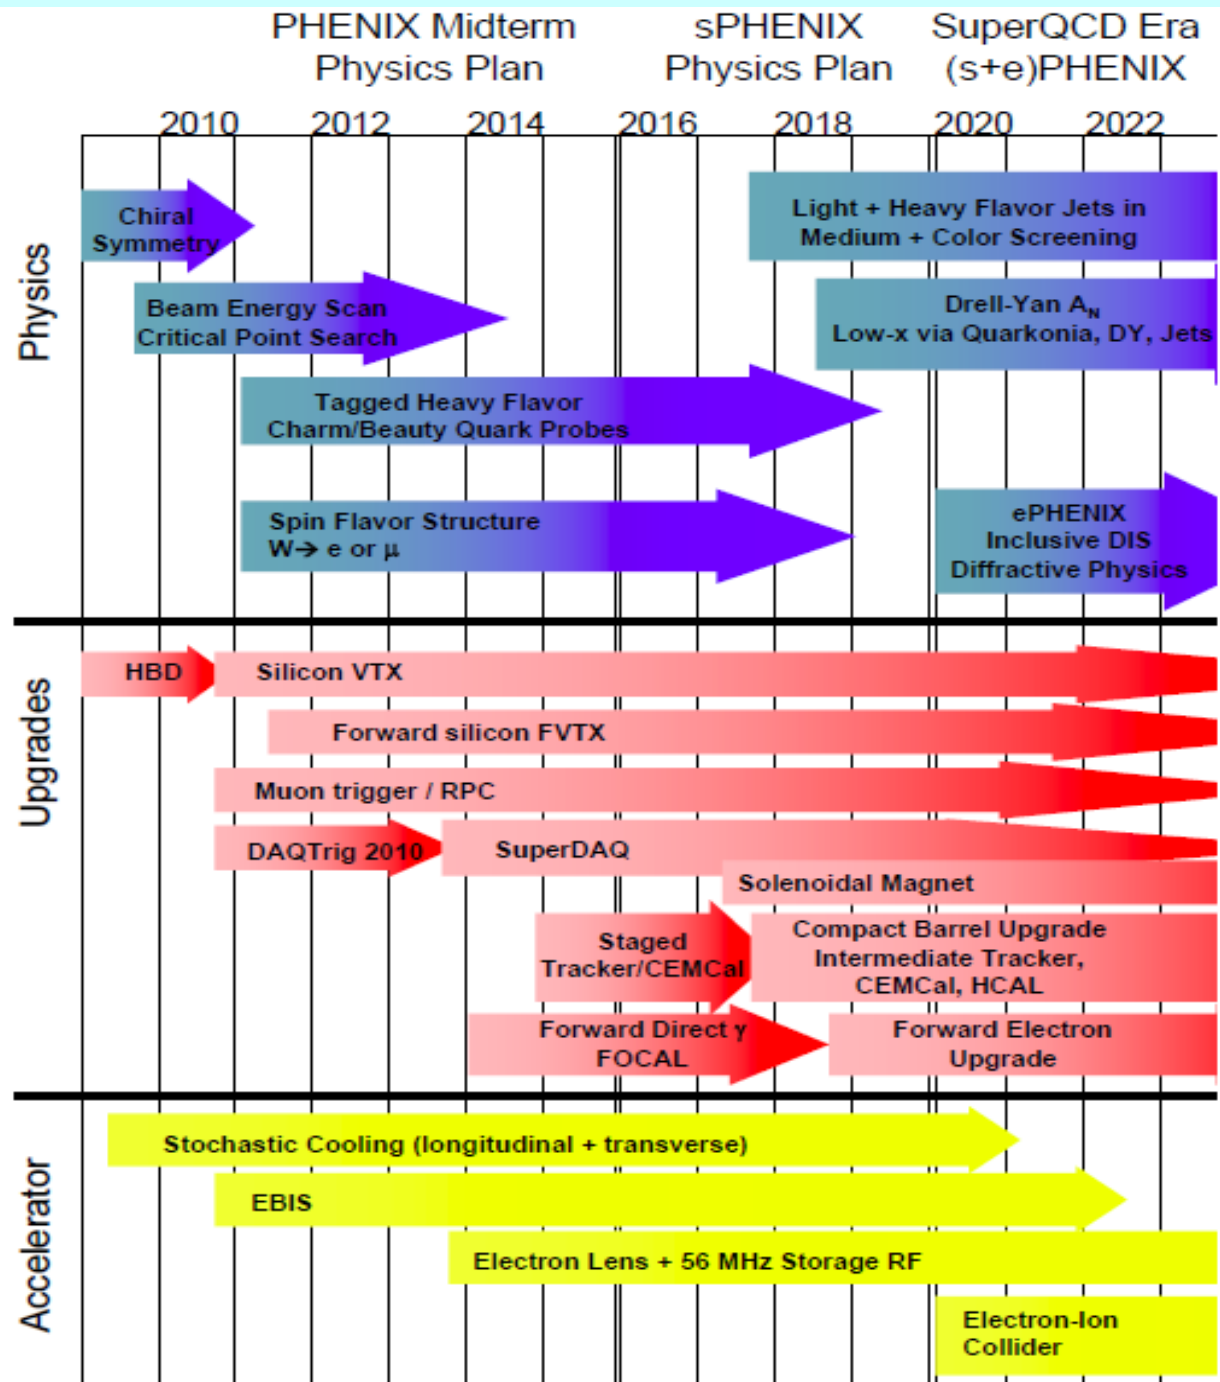 PHENIX Midterm
Physics Plan
sPHENIX
Physics Plan
SuperQCD Era
(s+e)PHENIX
2010 2012 2014 2016 2018 2020 2022
Physics
Chiral
Symmetry
Light + Heavy Flavor Jets in
Medium + Color Screening
Beam Energy Scan
Critical Point Search
Drell-Yan A_N
Low-x via Quarkonia, DY, Jets
Tagged Heavy Flavor
Charm/Beauty Quark Probes
Spin Flavor Structure
W→ e or μ
ePHENIX
Inclusive DIS
Diffractive Physics
Upgrades
HBD
Silicon VTX
Forward silicon FVTX
Muon trigger / RPC
DAQTrig 2010
SuperDAQ
Solenoidal Magnet
Staged
Tracker/CEMCal
Compact Barrel Upgrade
Intermediate Tracker,
CEMCal, HCAL
Forward Direct γ
FOCAL
Forward Electron
Upgrade
Accelerator
Stochastic Cooling (longitudinal + transverse)
EBIS
Electron Lens + 56 MHz Storage RF
Electron-Ion
Collider